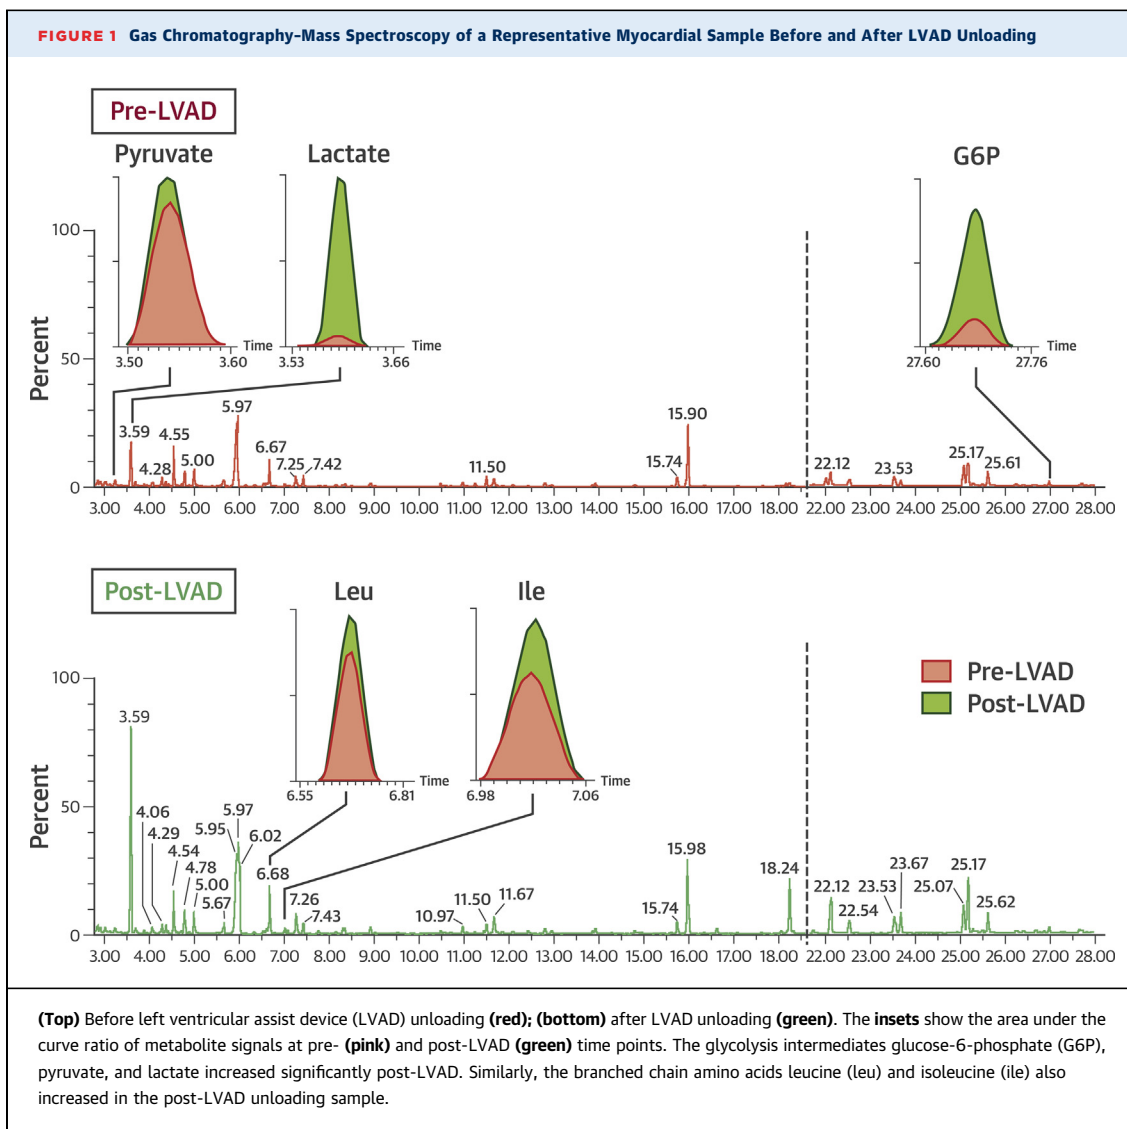 FIGURE 1 Gas Chromatography-Mass Spectroscopy of a Representative Myocardial Sample Before and After LVAD Unloading
Pre-LVAD
Pyruvate
Lactate
G6P
100
50
0
Percent
3.50
3.60
Time
3.53
3.66
Time
27.60
27.76
Time
3.59
4.28
4.55
5.00
5.97
6.67
7.25
7.42
11.50
15.74
15.90
22.12
23.53
25.17
25.61
3.00 4.00 5.00 6.00 7.00 8.00 9.00 10.00 11.00 12.00 13.00 14.00 15.00 16.00 17.00 22.00 23.00 24.00 25.00 26.00 27.00 28.00
Post-LVAD
Leu
Ile
100
50
0
Percent
6.55
6.81
Time
6.98
7.06
Time
Pre-LVAD
Post-LVAD
3.59
4.06
4.29
4.54
4.78
5.00
5.67
5.95
5.97
6.02
6.68
7.26
7.43
10.97
11.50
11.67
15.74
15.98
18.24
22.12
22.54
23.53
23.67
25.07
25.17
25.62
3.00 4.00 5.00 6.00 7.00 8.00 9.00 10.00 11.00 12.00 13.00 14.00 15.00 16.00 17.00 22.00 23.00 24.00 25.00 26.00 27.00 28.00
(Top) Before left ventricular assist device (LVAD) unloading (red); (bottom) after LVAD unloading (green). The insets show the area under the
curve ratio of metabolite signals at pre- (pink) and post-LVAD (green) time points. The glycolysis intermediates glucose-6-phosphate (G6P),
pyruvate, and lactate increased significantly post-LVAD. Similarly, the branched chain amino acids leucine (leu) and isoleucine (ile) also
increased in the post-LVAD unloading sample.